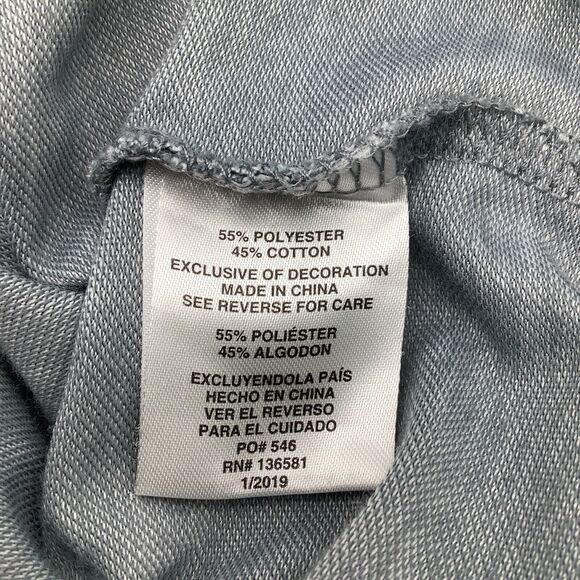 55% POLYESTER
45% COTTON
EXCLUSIVE OF DECORATION
MADE IN CHINA
SEE REVERSE FOR CARE
55% POLIÉSTER
45% ALGODON
EXCLUYENDOLA PAÍS
HECHO EN CHINA
VER EL REVERSO
PARA EL CUIDADO
PO# 546
RN# 136581
1/2019